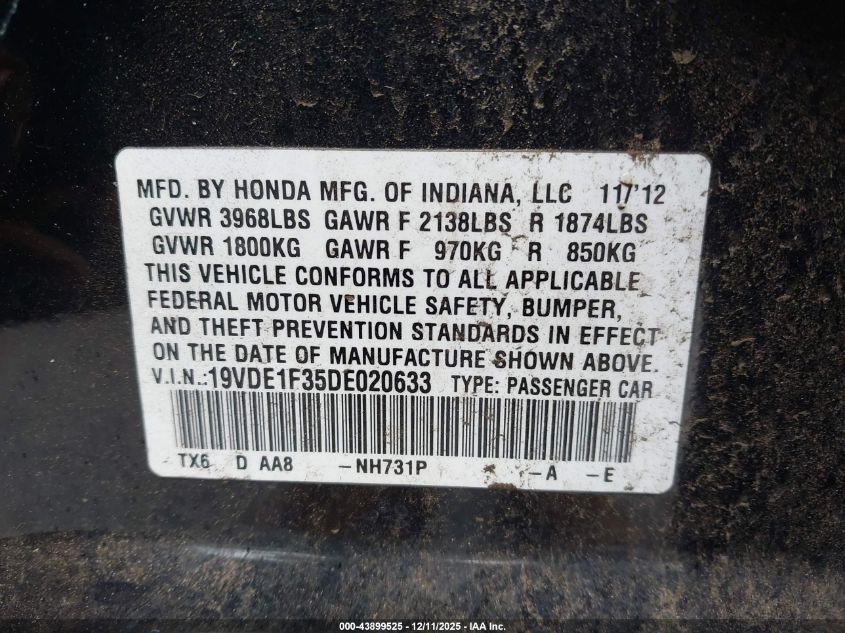 MFD. BY HONDA MFG. OF INDIANA, LLC 11/'12
GVWR 3968LBS GAWR F 2138LBS R 1874LBS
GVWR 1800KG GAWR F 970KG R 850KG
THIS VEHICLE CONFORMS TO ALL APPLICABLE
FEDERAL MOTOR VEHICLE SAFETY, BUMPER,
AND THEFT PREVENTION STANDARDS IN EFFECT
ON THE DATE OF MANUFACTURE SHOWN ABOVE.
V.I.N.:19VDE1F35DE020633 TYPE: PASSENGER CAR
TX6 D AA8 -NH731P -A -E
000-43899525 - 12/11/2025 - IAA Inc.